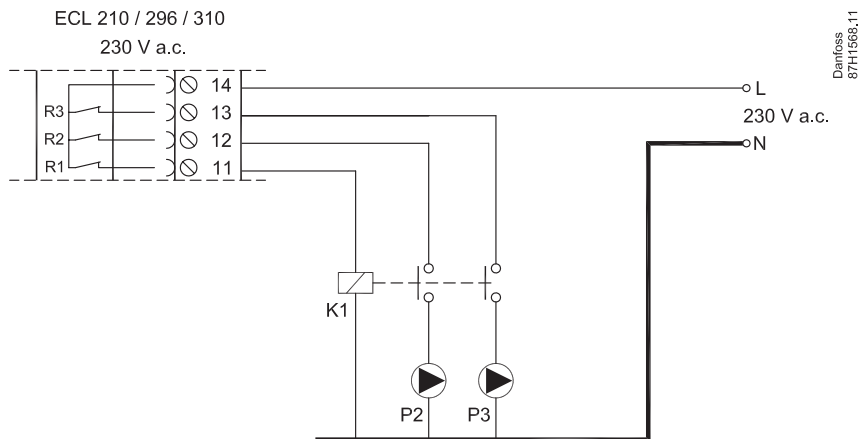 ECL 210 / 296 / 310
230 V a.c.
Danfoss
87H1568.11
14
L
R3
13
230 V a.c.
R2
12
N
R1
11
K1
P2
P3